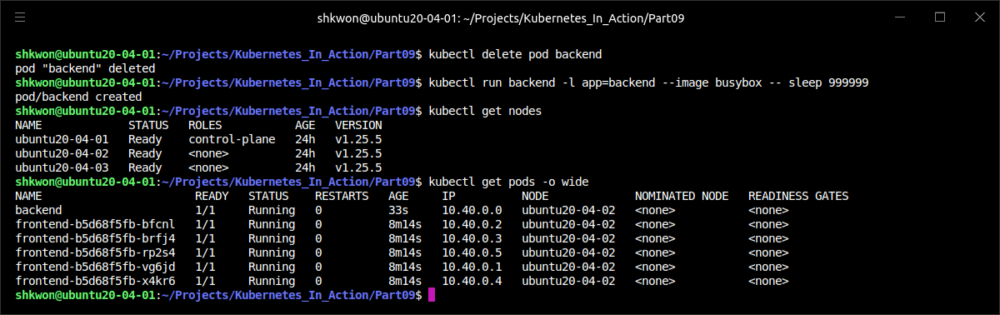 shkwon@ubuntu20-04-01: ~/Projects/Kubernetes_In_Action/Part09
shkwon@ubuntu20-04-01:~/Projects/Kubernetes_In_Action/Part09$ kubectl delete pod backend
pod "backend" deleted
shkwon@ubuntu20-04-01:~/Projects/Kubernetes_In_Action/Part09$ kubectl run backend -l app=backend --image busybox -- sleep 999999
pod/backend created
shkwon@ubuntu20-04-01:~/Projects/Kubernetes_In_Action/Part09$ kubectl get nodes
NAME             STATUS   ROLES           AGE   VERSION
ubuntu20-04-01   Ready    control-plane   24h   v1.25.5
ubuntu20-04-02   Ready    <none>          24h   v1.25.5
ubuntu20-04-03   Ready    <none>          24h   v1.25.5
shkwon@ubuntu20-04-01:~/Projects/Kubernetes_In_Action/Part09$ kubectl get pods -o wide
NAME                       READY   STATUS    RESTARTS   AGE     IP          NODE             NOMINATED NODE   READINESS GATES
backend                    1/1     Running   0          33s     10.40.0.0   ubuntu20-04-02   <none>           <none>
frontend-b5d68f5fb-bfcnl   1/1     Running   0          8m14s   10.40.0.2   ubuntu20-04-02   <none>           <none>
frontend-b5d68f5fb-brfj4   1/1     Running   0          8m14s   10.40.0.3   ubuntu20-04-02   <none>           <none>
frontend-b5d68f5fb-rp2s4   1/1     Running   0          8m14s   10.40.0.5   ubuntu20-04-02   <none>           <none>
frontend-b5d68f5fb-vg6jd   1/1     Running   0          8m14s   10.40.0.1   ubuntu20-04-02   <none>           <none>
frontend-b5d68f5fb-x4kr6   1/1     Running   0          8m14s   10.40.0.4   ubuntu20-04-02   <none>           <none>
shkwon@ubuntu20-04-01:~/Projects/Kubernetes_In_Action/Part09$